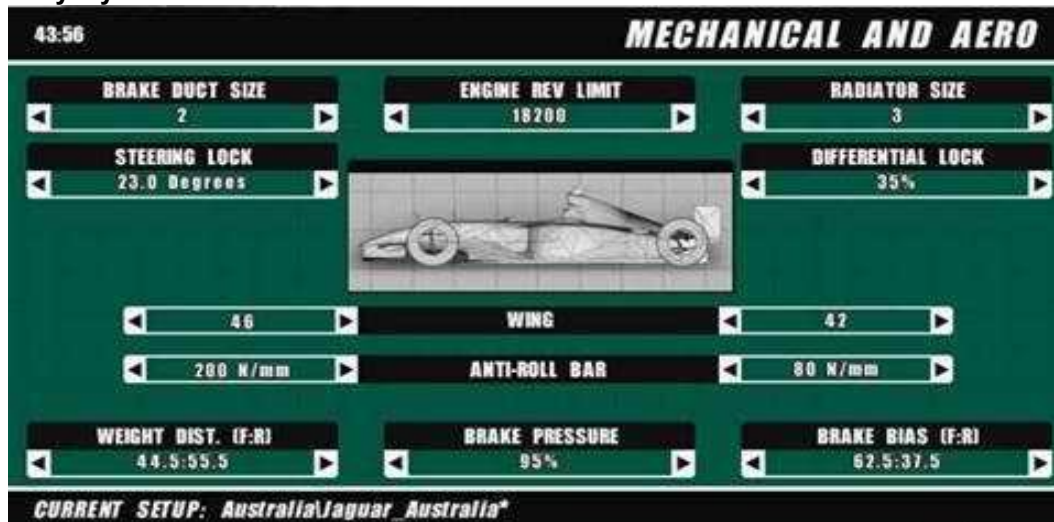 43:56 MECHANICAL AND AERO
BRAKE DUCT SIZE ENGINE REV LIMIT RADIATOR SIZE
2 18200 3
STEERING LOCK DIFFERENTIAL LOCK
23.0 Degrees 35%
46 WING 42
200 N/mm ANTI-ROLL BAR 80 N/mm
WEIGHT DIST. (F:R) BRAKE PRESSURE BRAKE BIAS (F:R)
44.5:55.5 95% 62.5:37.5
CURRENT SETUP: Australia\Jaguar_Australia*